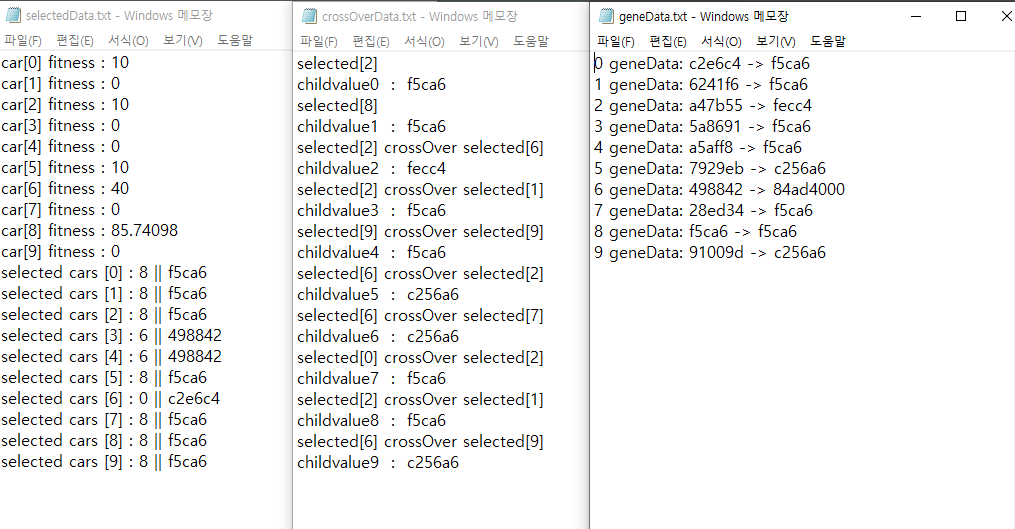 selectedData.txt - Windows 메모장
파일(F) 편집(E) 서식(O) 보기(V) 도움말
car[0] fitness : 10
car[1] fitness : 0
car[2] fitness : 10
car[3] fitness : 0
car[4] fitness : 0
car[5] fitness : 10
car[6] fitness : 40
car[7] fitness : 0
car[8] fitness : 85.74098
car[9] fitness : 0
selected cars [0] : 8 || f5ca6
selected cars [1] : 8 || f5ca6
selected cars [2] : 8 || f5ca6
selected cars [3] : 6 || 498842
selected cars [4] : 6 || 498842
selected cars [5] : 8 || f5ca6
selected cars [6] : 0 || c2e6c4
selected cars [7] : 8 || f5ca6
selected cars [8] : 8 || f5ca6
selected cars [9] : 8 || f5ca6
crossOverData.txt - Windows 메모장
파일(F) 편집(E) 서식(O) 보기(V) 도움말
selected[2]
childvalue0 : f5ca6
selected[8]
childvalue1 : f5ca6
selected[2] crossOver selected[6]
childvalue2 : fecc4
selected[2] crossOver selected[1]
childvalue3 : f5ca6
selected[9] crossOver selected[9]
childvalue4 : f5ca6
selected[6] crossOver selected[2]
childvalue5 : c256a6
selected[6] crossOver selected[7]
childvalue6 : c256a6
selected[0] crossOver selected[2]
childvalue7 : f5ca6
selected[2] crossOver selected[1]
childvalue8 : f5ca6
selected[6] crossOver selected[9]
childvalue9 : c256a6
geneData.txt - Windows 메모장
파일(F) 편집(E) 서식(O) 보기(V) 도움말
0 geneData: c2e6c4 -> f5ca6
1 geneData: 6241f6 -> f5ca6
2 geneData: a47b55 -> fecc4
3 geneData: 5a8691 -> f5ca6
4 geneData: a5aff8 -> f5ca6
5 geneData: 7929eb -> c256a6
6 geneData: 498842 -> 84ad4000
7 geneData: 28ed34 -> f5ca6
8 geneData: f5ca6 -> f5ca6
9 geneData: 91009d -> c256a6